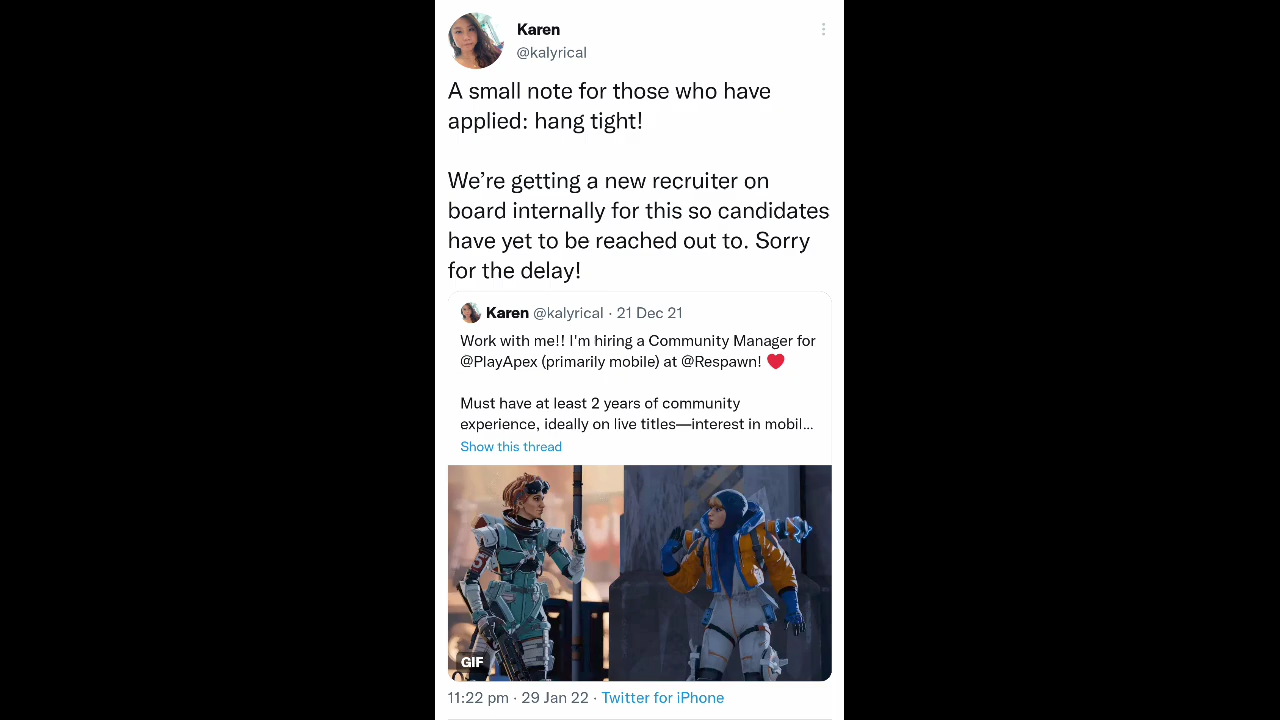 Karen
@kalyrical
A small note for those who have
applied: hang tight!
We’re getting a new recruiter on
board internally for this so candidates
have yet to be reached out to. Sorry
for the delay!
Karen @kalyrical · 21 Dec 21
Work with me!! I'm hiring a Community Manager for
@PlayApex (primarily mobile) at @Respawn! ❤️
Must have at least 2 years of community
experience, ideally on live titles—interest in mobil...
Show this thread
GIF
11:22 pm · 29 Jan 22 · Twitter for iPhone